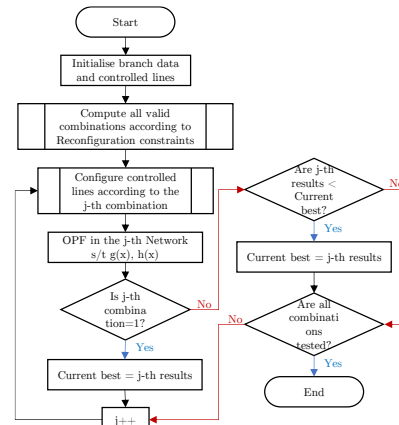 Start
Initialise branch data
and controlled lines
Compute all valid
combinations according to
Reconfiguration constraints
Configure controlled
lines according to the
j-th combination
OPF in the j-th Network
s/t g(x), h(x)
Is j-th
combina
tion=1?
No
Yes
Current best = j-th results
j++
Are j-th
results <
Current
best?
No
Yes
Current best = j-th results
Are all
combinati
ons
tested?
No
Yes
End